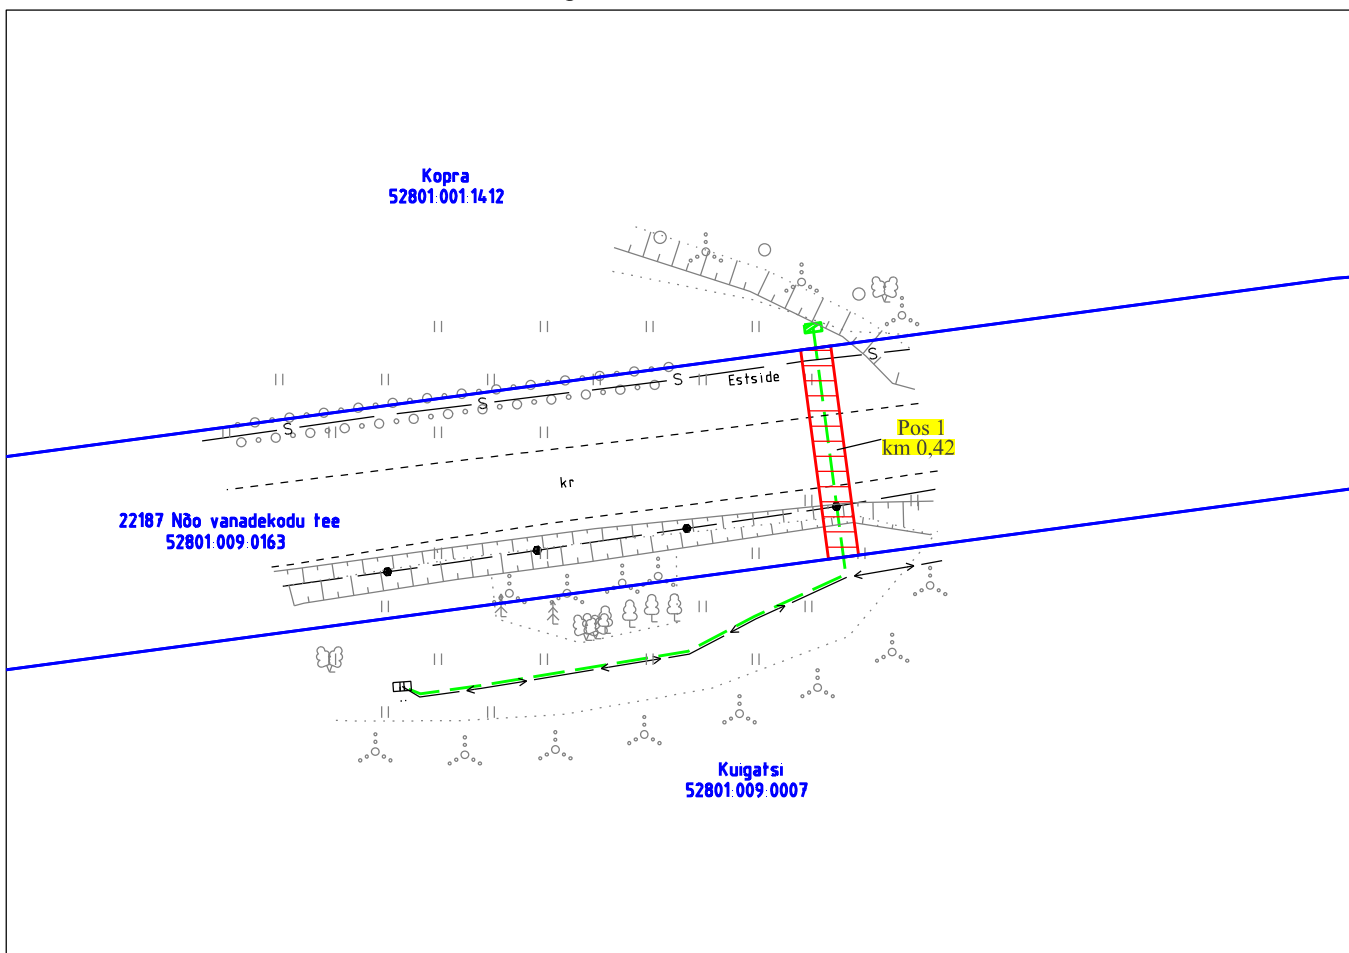 Kopra
52801:001:1412
S
Estside
S
S
S
Pos 1
km 0,42
kr
22187 Nõo vanadekodu tee
52801:009:0163
Kuigatsi
52801:009:0007